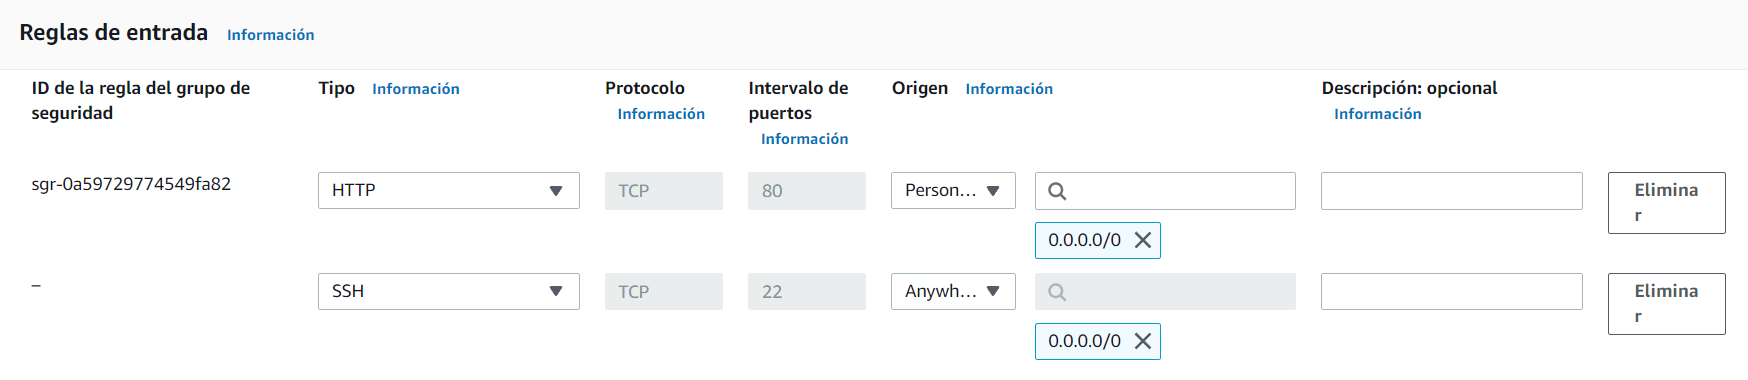 Reglas de entrada Información
ID de la regla del grupo de seguridad
Tipo Información
Protocolo Información
Intervalo de puertos Información
Origen Información
Descripción: opcional Información
sgr-0a59729774549fa82
HTTP
TCP
80
Person...
0.0.0.0/0
Eliminar
–
SSH
TCP
22
Anywh...
0.0.0.0/0
Eliminar